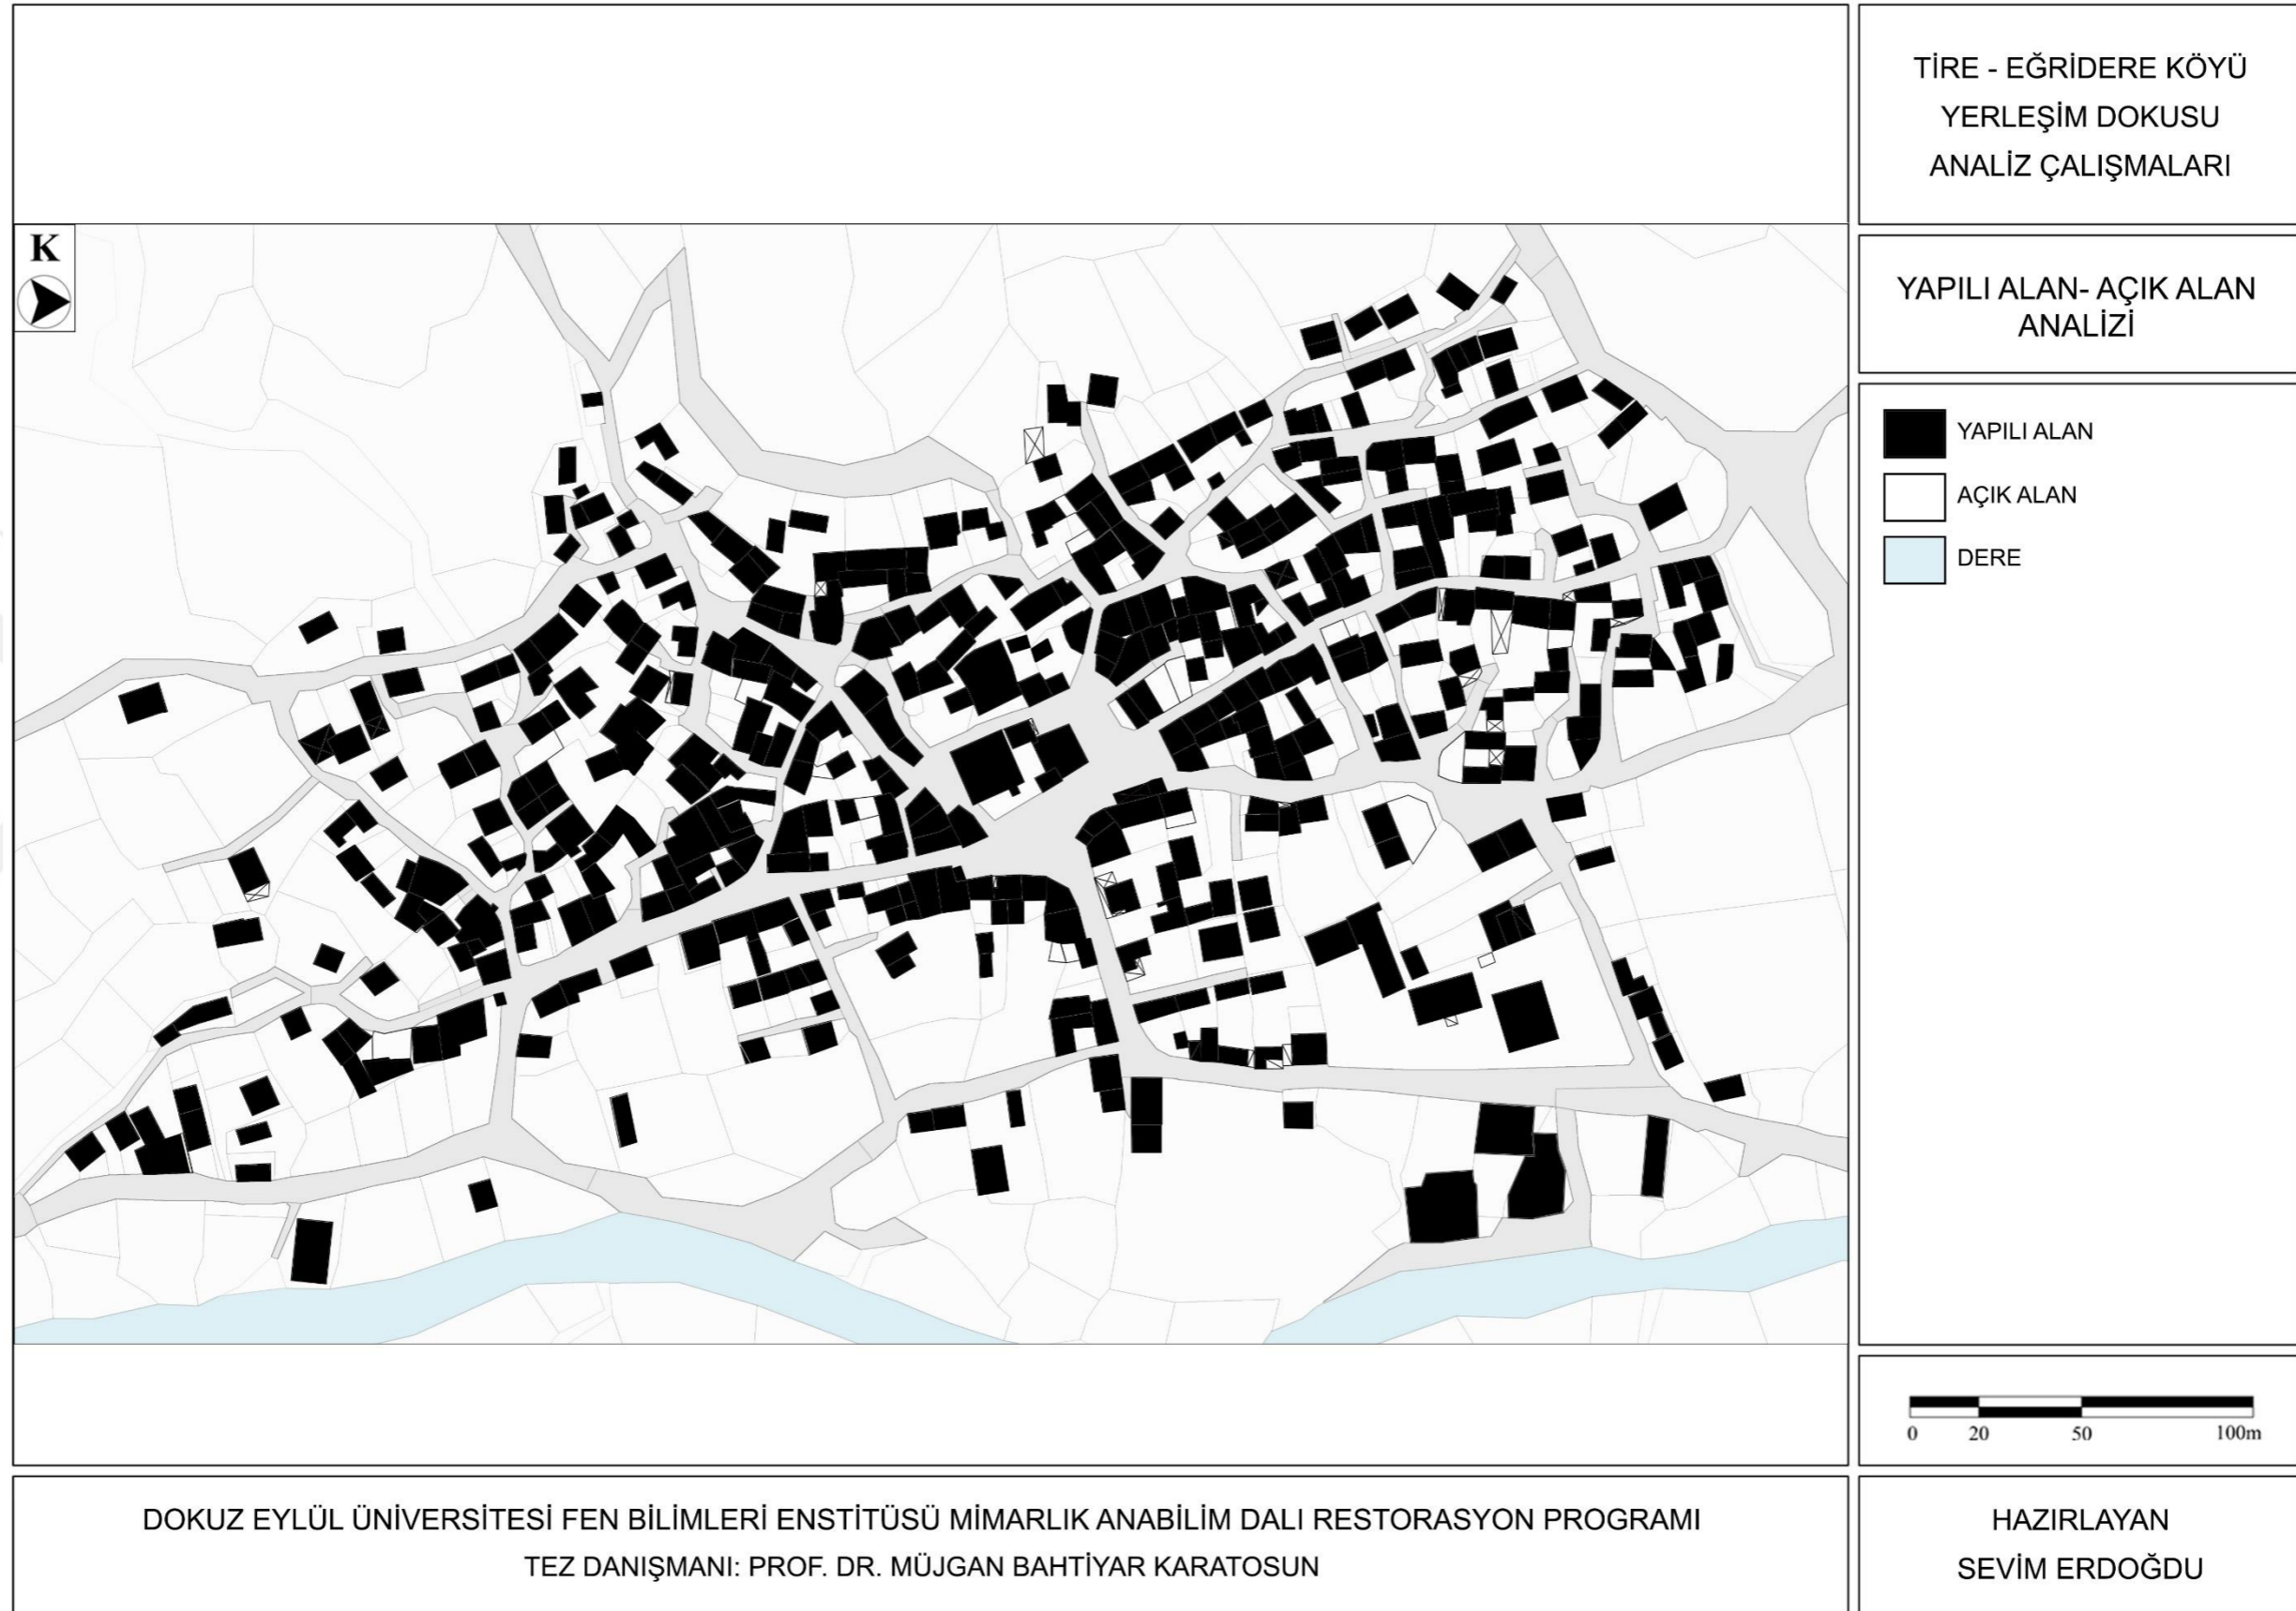 TİRE - EĞRİDERE KÖYÜ
YERLEŞİM DOKUSU
ANALİZ ÇALIŞMALARI
K
YAPILI ALAN- AÇIK ALAN
ANALİZİ
YAPILI ALAN
AÇIK ALAN
DERE
0 20 50 100m
DOKUZ EYLÜL ÜNİVERSİTESİ FEN BİLİMLERİ ENSTİTÜSÜ MİMARLIK ANABİLİM DALI RESTORASYON PROGRAMI
TEZ DANIŞMANI: PROF. DR. MÜJGAN BAHTİYAR KARATOSUN
HAZIRLAYAN
SEVİM ERDOĞDU